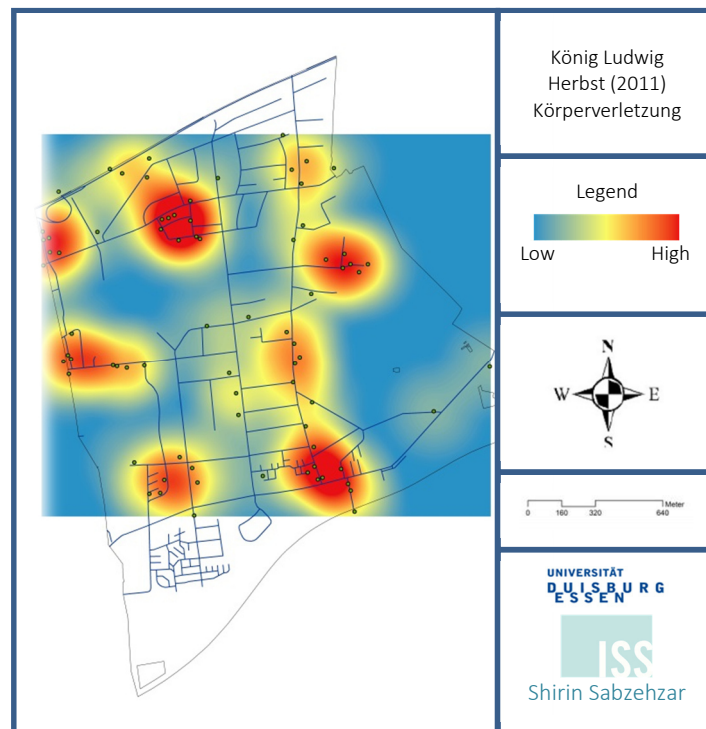 König Ludwig
Herbst (2011)
Körperverletzung
Legend
Low High
N
W E
S
Meter
0 160 320 640
UNIVERSITÄT
DUISBURG
ESSEN
ISS
Shirin Sabzehzar